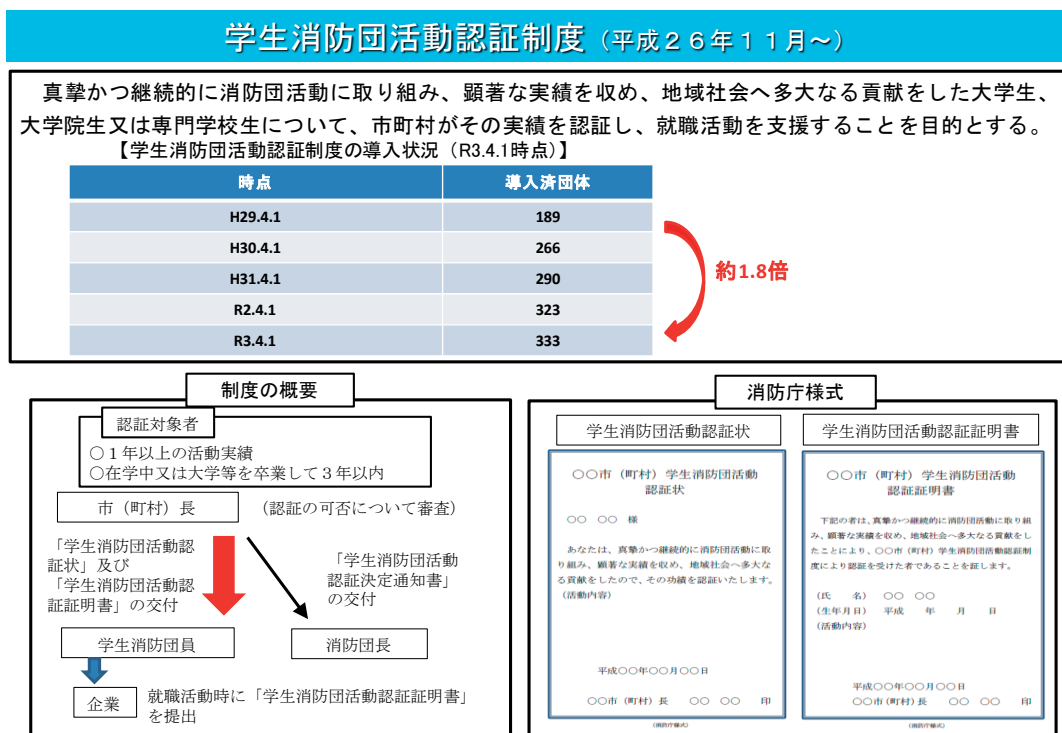 学生消防団活動認証制度（平成２６年１１月～）
真摯かつ継続的に消防団活動に取り組み、顕著な実績を収め、地域社会へ多大なる貢献をした大学生、
大学院生又は専門学校生について、市町村がその実績を認証し、就職活動を支援することを目的とする。
【学生消防団活動認証制度の導入状況（R3.4.1時点）】
時点 導入済団体
H29.4.1 189
H30.4.1 266
H31.4.1 290
R2.4.1 323
R3.4.1 333
約1.8倍
制度の概要
認証対象者
○１年以上の活動実績
○在学中又は大学等を卒業して３年以内
市（町村）長 （認証の可否について審査）
「学生消防団活動認
証状」及び
「学生消防団活動認
証証明書」の交付
「学生消防団活動
認証決定通知書」
の交付
学生消防団員 消防団長
企業
就職活動時に「学生消防団活動認証証明書」
を提出
消防庁様式
学生消防団活動認証状
○○市（町村）学生消防団活動
認証状
○○ ○○ 様
あなたは、真摯かつ継続的に消防団活動に取
り組み、顕著な実績を収め、地域社会へ多大な
る貢献をしたので、その功績を認証いたします。
（活動内容）
平成○○年○○月○○日
○○市（町村）長 ○○ ○○ 印
（消防庁様式）
学生消防団活動認証証明書
○○市（町村）学生消防団活動
認証証明書
下記の者は、真摯かつ継続的に消防団活動に取り組
み、顕著な実績を収め、地域社会へ多大なる貢献をし
たことにより、○○市（町村）学生消防団活動認証制
度により認証を受けた者であることを証します。
（氏 名） ○○ ○○
（生年月日） 平成 年 月 日
（活動内容）
平成○○年○○月○○日
○○市（町村）長 ○○ ○○ 印
（消防庁様式）